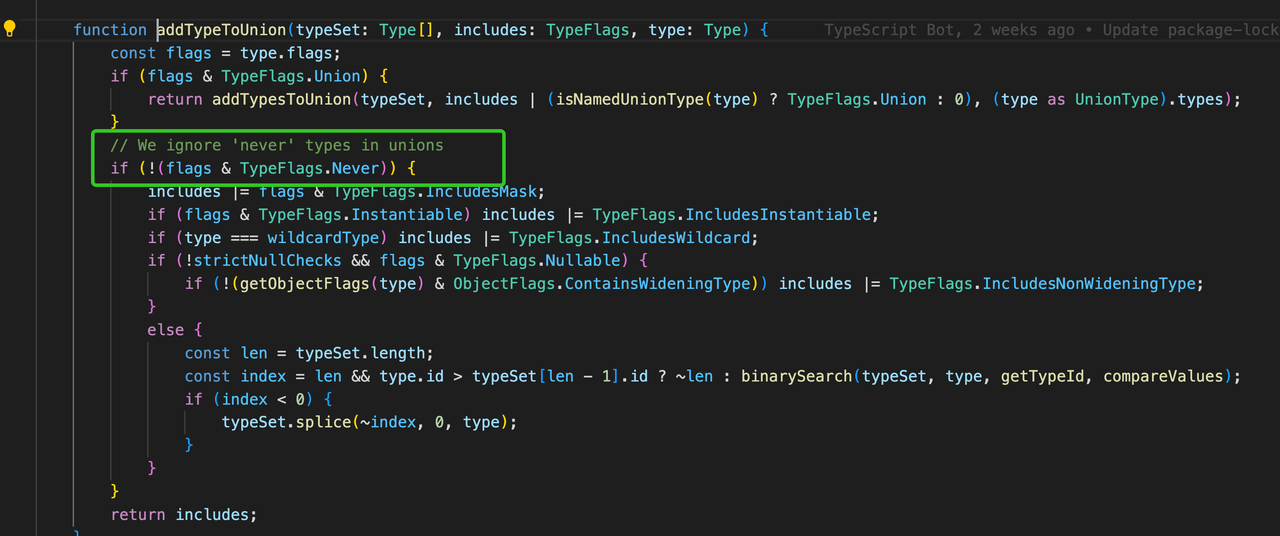 function addTypeToUnion(typeSet: Type[], includes: TypeFlags, type: Type) { TypeScript Bot, 2 weeks ago • Update package-lock
const flags = type.flags;
if (flags & TypeFlags.Union) {
return addTypesToUnion(typeSet, includes | (isNamedUnionType(type) ? TypeFlags.Union : 0), (type as UnionType).types);
}
// We ignore 'never' types in unions
if (!(flags & TypeFlags.Never)) {
includes |= flags & TypeFlags.IncludesMask;
if (flags & TypeFlags.Instantiable) includes |= TypeFlags.IncludesInstantiable;
if (type === wildcardType) includes |= TypeFlags.IncludesWildcard;
if (!strictNullChecks && flags & TypeFlags.Nullable) {
if (!(getObjectFlags(type) & ObjectFlags.ContainsWideningType)) includes |= TypeFlags.IncludesNonWideningType;
}
else {
const len = typeSet.length;
const index = len && type.id > typeSet[len - 1].id ? ~len : binarySearch(typeSet, type, getTypeId, compareValues);
if (index < 0) {
typeSet.splice(~index, 0, type);
}
}
}
return includes;
}